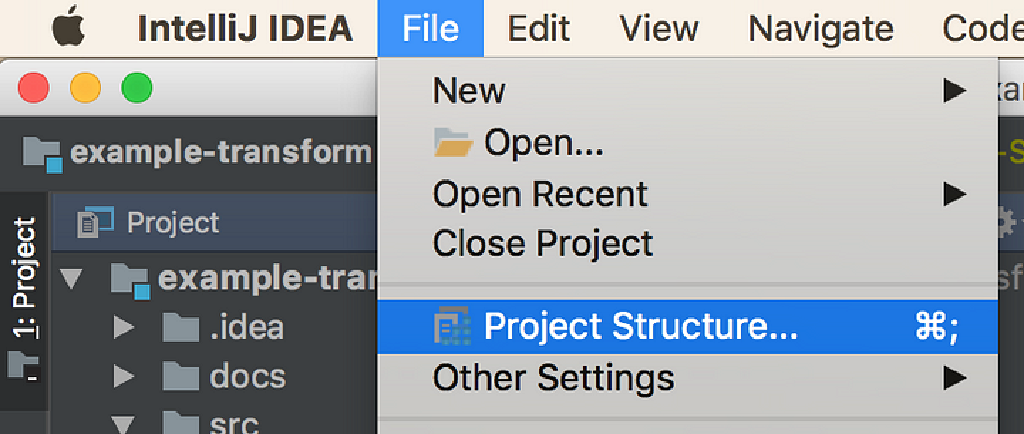 IntelliJ IDEA File Edit View Navigate Code
New
Open...
example-transform
Open Recent
Project
Close Project
1: Project
example-tran
.idea
Project Structure... ⌘;
docs
Other Settings
src